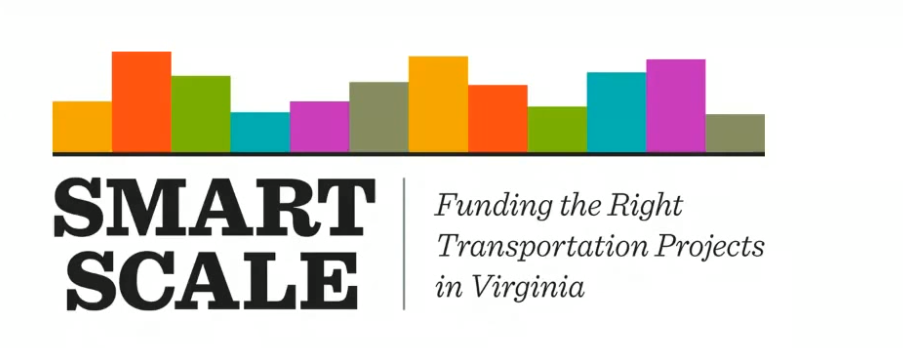 SMART
SCALE
Funding the Right
Transportation Projects
in Virginia